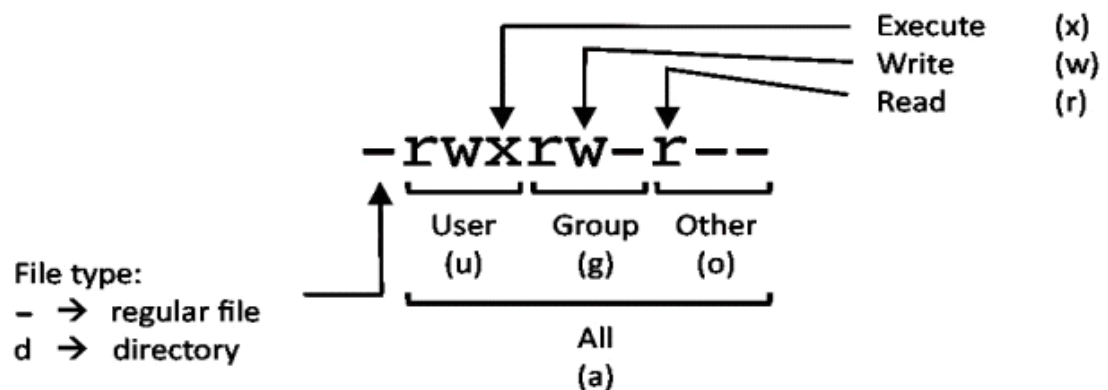 Execute (x)
Write (w)
Read (r)
-rwxrw-r--
User Group Other
(u) (g) (o)
File type:
- → regular file
d → directory
All
(a)